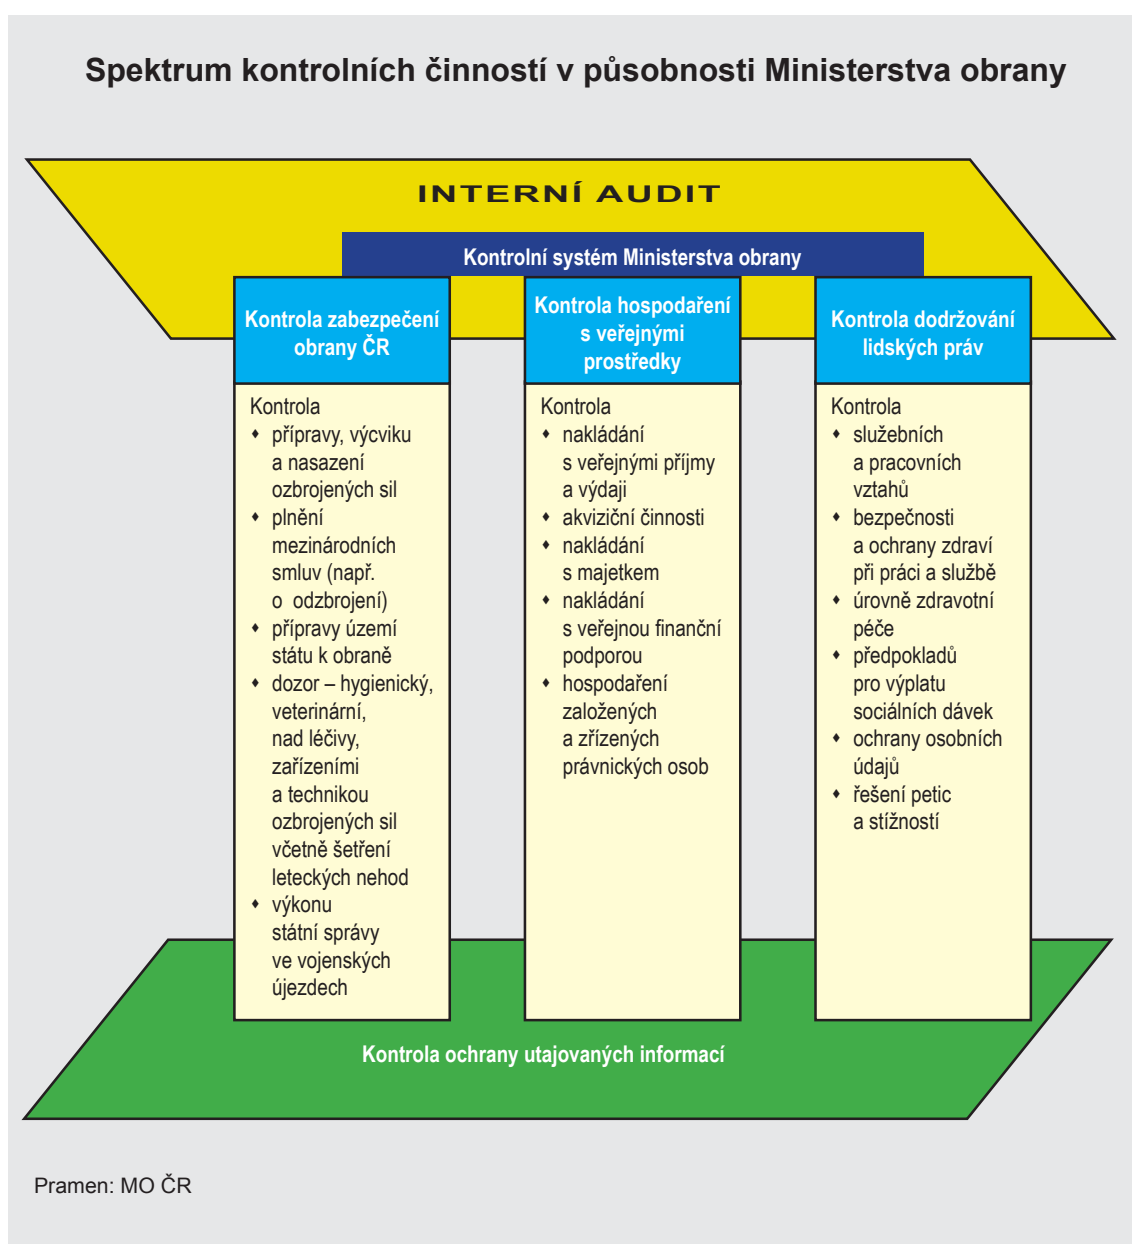 Spektrum kontrolních činností v působnosti Ministerstva obrany
INTERNÍ AUDIT
Kontrolní systém Ministerstva obrany
Kontrola zabezpečení
obrany ČR
Kontrola
⬧ přípravy, výcviku
a nasazení
ozbrojených sil
⬧ plnění
mezinárodních
smluv (např.
o odzbrojení)
⬧ přípravy území
státu k obraně
⬧ dozor – hygienický,
veterinární,
nad léčivy,
zařízeními
a technikou
ozbrojených sil
včetně šetření
leteckých nehod
⬧ výkonu
státní správy
ve vojenských
újezdech
Kontrola hospodaření
s veřejnými
prostředky
Kontrola
⬧ nakládání
s veřejnými příjmy
a výdaji
⬧ akviziční činnosti
⬧ nakládání
s majetkem
⬧ nakládání
s veřejnou finanční
podporou
⬧ hospodaření
založených
a zřízených
právnických osob
Kontrola dodržování
lidských práv
Kontrola
⬧ služebních
a pracovních
vztahů
⬧ bezpečnosti
a ochrany zdraví
při práci a službě
⬧ úrovně zdravotní
péče
⬧ předpokladů
pro výplatu
sociálních dávek
⬧ ochrany osobních
údajů
⬧ řešení petic
a stížností
Kontrola ochrany utajovaných informací
Pramen: MO ČR